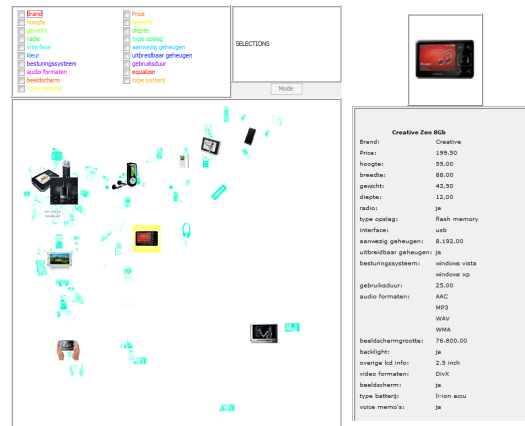 Brand
Price
hoogte
breedte
gewicht
diepte
radio
type opslag
interface
aanwezig geheugen
kleur
uitbreidbaar geheugen
besturingssysteem
gebruiksduur
audio formaten
equalizer
beeldscherm
type batterij
voice memo's
SELECTIONS
Mode
Creative Zen 8Gb
Brand: Creative
Price: 199,50
hoogte: 55,00
breedte: 88,00
gewicht: 43,50
diepte: 12,00
radio: ja
type opslag: flash memory
interface: usb
aanwezig geheugen: 8.192,00
uitbreidbaar geheugen: ja
besturingssysteem: windows vista
windows xp
gebruiksduur: 25,00
audio formaten: AAC
MP3
WAV
WMA
beeldschermgrootte: 76.800,00
backlight: ja
overige lcd info: 2.5 inch
video formaten: DivX
beeldscherm: ja
type batterij: li-ion accu
voice memo's: ja